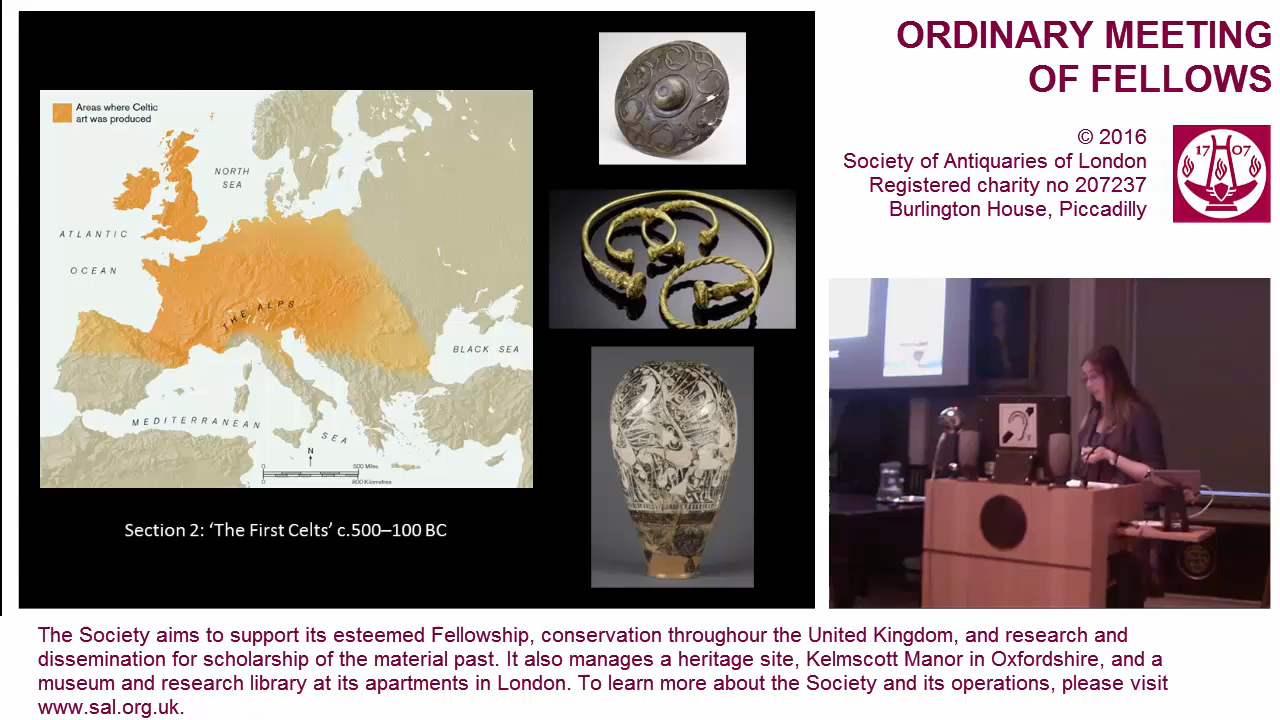 ORDINARY MEETING
OF FELLOWS
© 2016
Society of Antiquaries of London
Registered charity no 207237
Burlington House, Piccadilly
17 07
Areas where Celtic
art was produced
NORTH
SEA
ATLANTIC
OCEAN
THE ALPS
BLACK SEA
MEDITERRANEAN
SEA
N
0 500 Miles
0 800 Kilometres
Section 2: ‘The First Celts’ c.500–100 BC
The Society aims to support its esteemed Fellowship, conservation throughour the United Kingdom, and research and
dissemination for scholarship of the material past. It also manages a heritage site, Kelmscott Manor in Oxfordshire, and a
museum and research library at its apartments in London. To learn more about the Society and its operations, please visit
www.sal.org.uk.